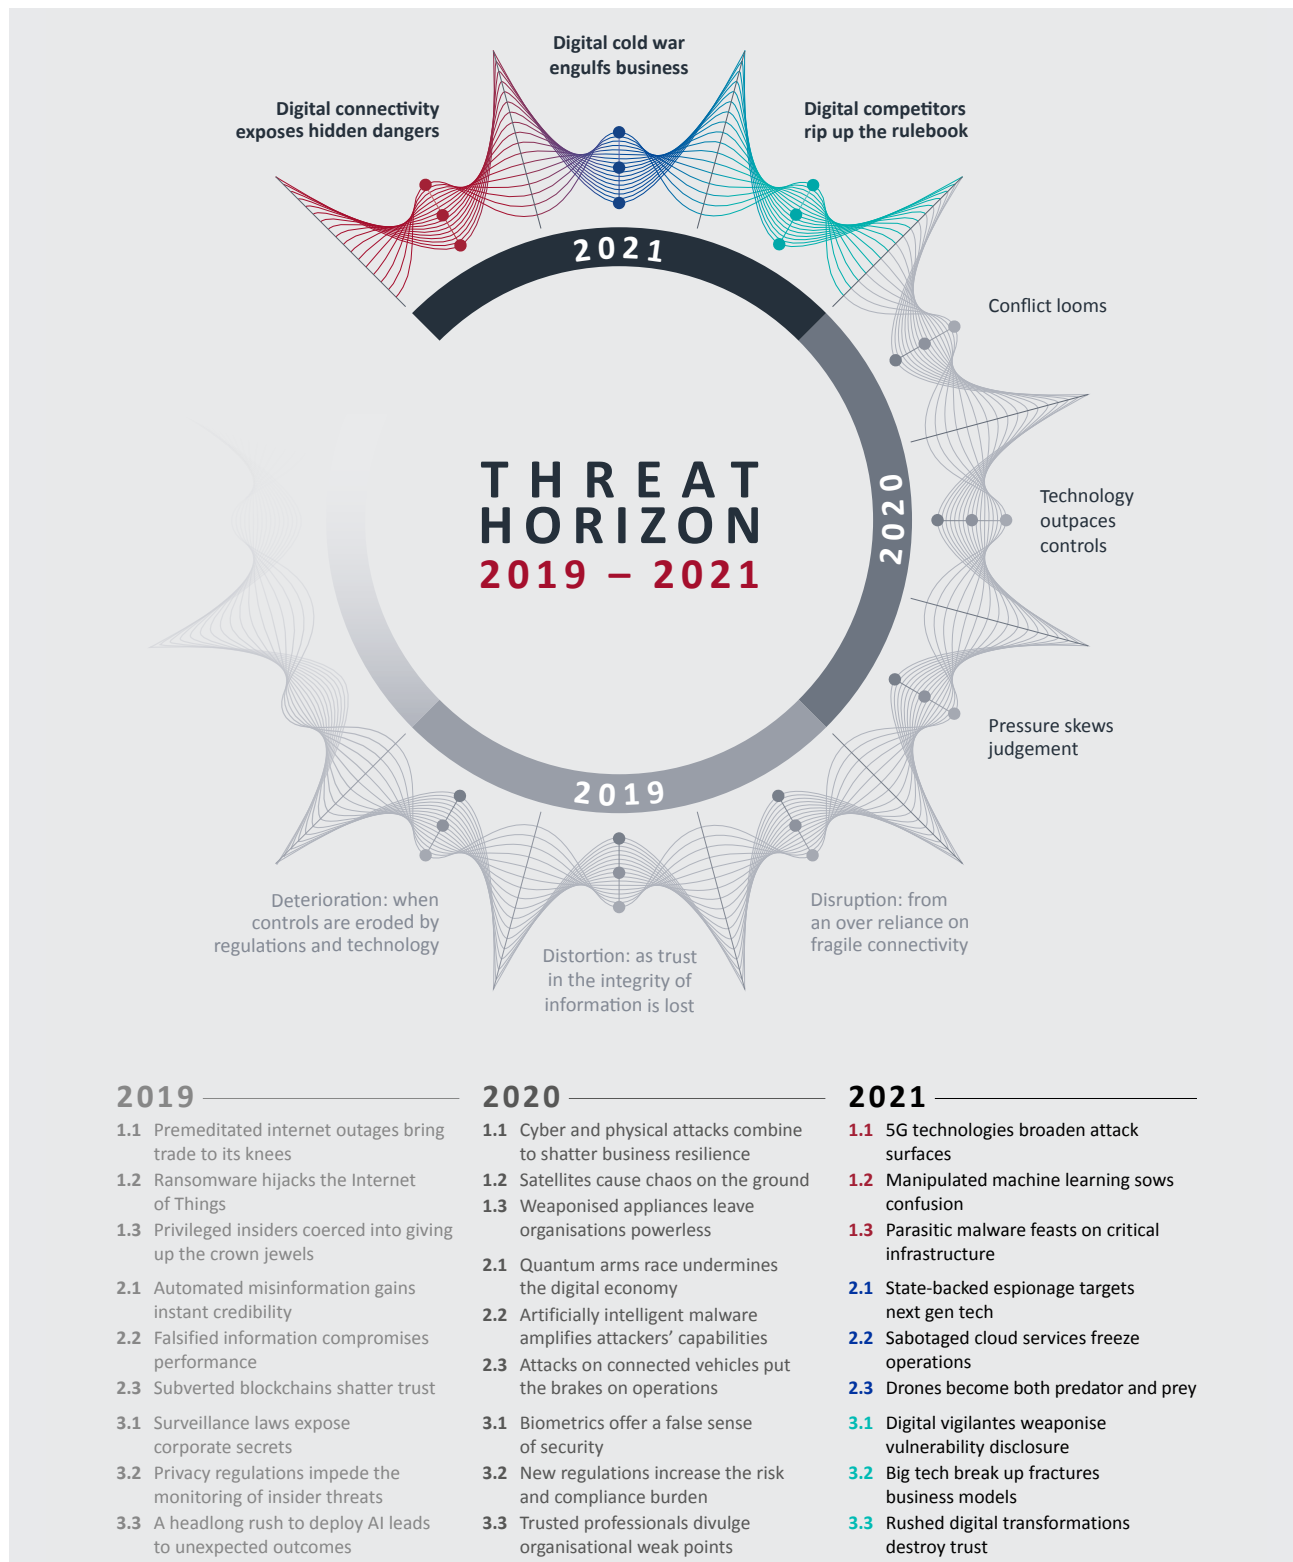 Digital cold war
engulfs business
Digital connectivity
exposes hidden dangers
Digital competitors
rip up the rulebook
2021
Conflict looms
THREAT
HORIZON
2019 – 2021
2020
Technology
outpaces
controls
Pressure skews
judgement
2019
Deterioration: when
controls are eroded by
regulations and technology
Distortion: as trust
in the integrity of
information is lost
Disruption: from
an over reliance on
fragile connectivity
2019
1.1 Premeditated internet outages bring
trade to its knees
1.2 Ransomware hijacks the Internet
of Things
1.3 Privileged insiders coerced into giving
up the crown jewels
2.1 Automated misinformation gains
instant credibility
2.2 Falsified information compromises
performance
2.3 Subverted blockchains shatter trust
3.1 Surveillance laws expose
corporate secrets
3.2 Privacy regulations impede the
monitoring of insider threats
3.3 A headlong rush to deploy AI leads
to unexpected outcomes
2020
1.1 Cyber and physical attacks combine
to shatter business resilience
1.2 Satellites cause chaos on the ground
1.3 Weaponised appliances leave
organisations powerless
2.1 Quantum arms race undermines
the digital economy
2.2 Artificially intelligent malware
amplifies attackers’ capabilities
2.3 Attacks on connected vehicles put
the brakes on operations
3.1 Biometrics offer a false sense
of security
3.2 New regulations increase the risk
and compliance burden
3.3 Trusted professionals divulge
organisational weak points
2021
1.1 5G technologies broaden attack
surfaces
1.2 Manipulated machine learning sows
confusion
1.3 Parasitic malware feasts on critical
infrastructure
2.1 State-backed espionage targets
next gen tech
2.2 Sabotaged cloud services freeze
operations
2.3 Drones become both predator and prey
3.1 Digital vigilantes weaponise
vulnerability disclosure
3.2 Big tech break up fractures
business models
3.3 Rushed digital transformations
destroy trust